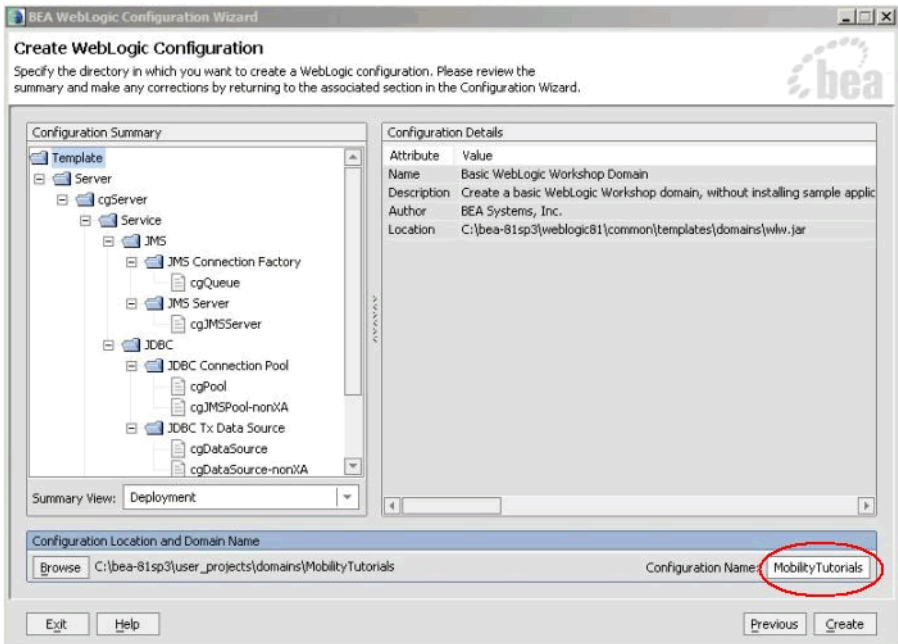 BEA WebLogic Configuration Wizard
Create WebLogic Configuration
Specify the directory in which you want to create a WebLogic configuration. Please review the
summary and make any corrections by returning to the associated section in the Configuration Wizard.
bea
Configuration Summary
Template
Server
cgServer
Service
JMS
JMS Connection Factory
cgQueue
JMS Server
cgJMSServer
JDBC
JDBC Connection Pool
cgPool
cgJMSPool-nonXA
JDBC Tx Data Source
cgDataSource
cgDataSource-nonXA
Summary View: Deployment
Configuration Details
Attribute Value
Name Basic WebLogic Workshop Domain
Description Create a basic WebLogic Workshop domain, without installing sample applic
Author BEA Systems, Inc.
Location C:\bea-81sp3\weblogic81\common\templates\domains\wlw.jar
Configuration Location and Domain Name
Browse C:\bea-81sp3\user_projects\domains\MobilityTutorials Configuration Name: MobilityTutorials
Exit Help Previous Create